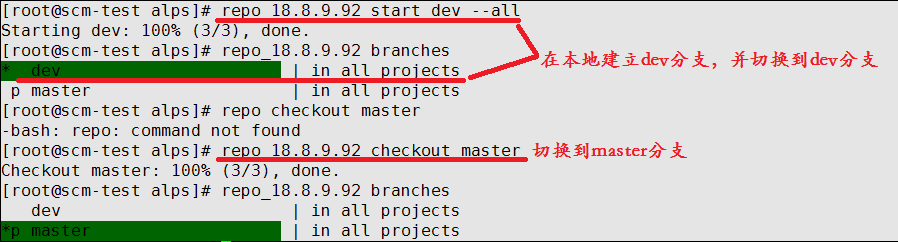 [root@scm-test alps]# repo_18.8.9.92 start dev --all
Starting dev: 100% (3/3), done.
[root@scm-test alps]# repo_18.8.9.92 branches
*  dev                       | in all projects
在本地建立dev分支，并切换到dev分支
 p master                    | in all projects
[root@scm-test alps]# repo checkout master
-bash: repo: command not found
[root@scm-test alps]# repo_18.8.9.92 checkout master 切换到master分支
Checkout master: 100% (3/3), done.
[root@scm-test alps]# repo_18.8.9.92 branches
   dev                       | in all projects
*p master                    | in all projects